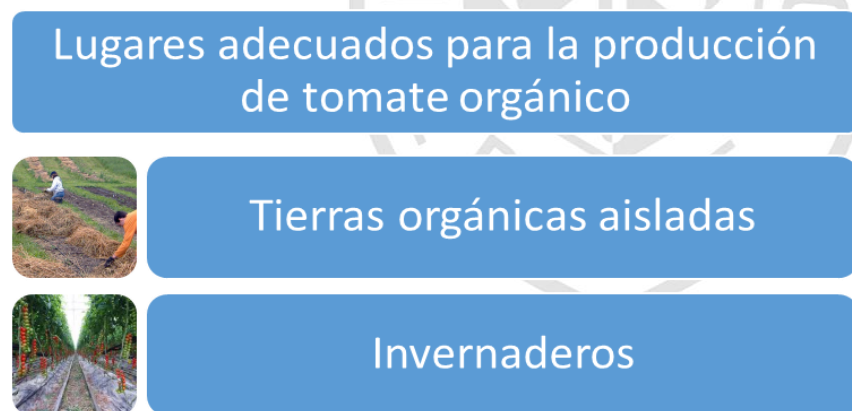 Lugares adecuados para la producción
de tomate orgánico
Tierras orgánicas aisladas
Invernaderos